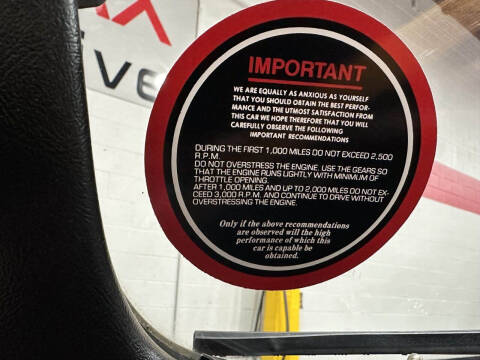 AX
VE
IMPORTANT
WE ARE EQUALLY AS ANXIOUS AS YOURSELF
THAT YOU SHOULD OBTAIN THE BEST PERFOR-
MANCE AND THE UTMOST SATISFACTION FROM
THIS CAR WE HOPE THEREFORE THAT YOU WILL
CAREFULLY OBSERVE THE FOLLOWING
IMPORTANT RECOMMENDATIONS
DURING THE FIRST 1,000 MILES DO NOT EXCEED 2,500
R.P.M.
DO NOT OVERSTRESS THE ENGINE. USE THE GEARS SO
THAT THE ENGINE RUNS LIGHTLY WITH MINIMUM OF
THROTTLE OPENING.
AFTER 1,000 MILES AND UP TO 2,000 MILES DO NOT EX-
CEED 3,000 R.P.M. AND CONTINUE TO DRIVE WITHOUT
OVERSTRESSING THE ENGINE.
Only if the above recommendations
are observed will the high
performance of which this
car is capable be
obtained.